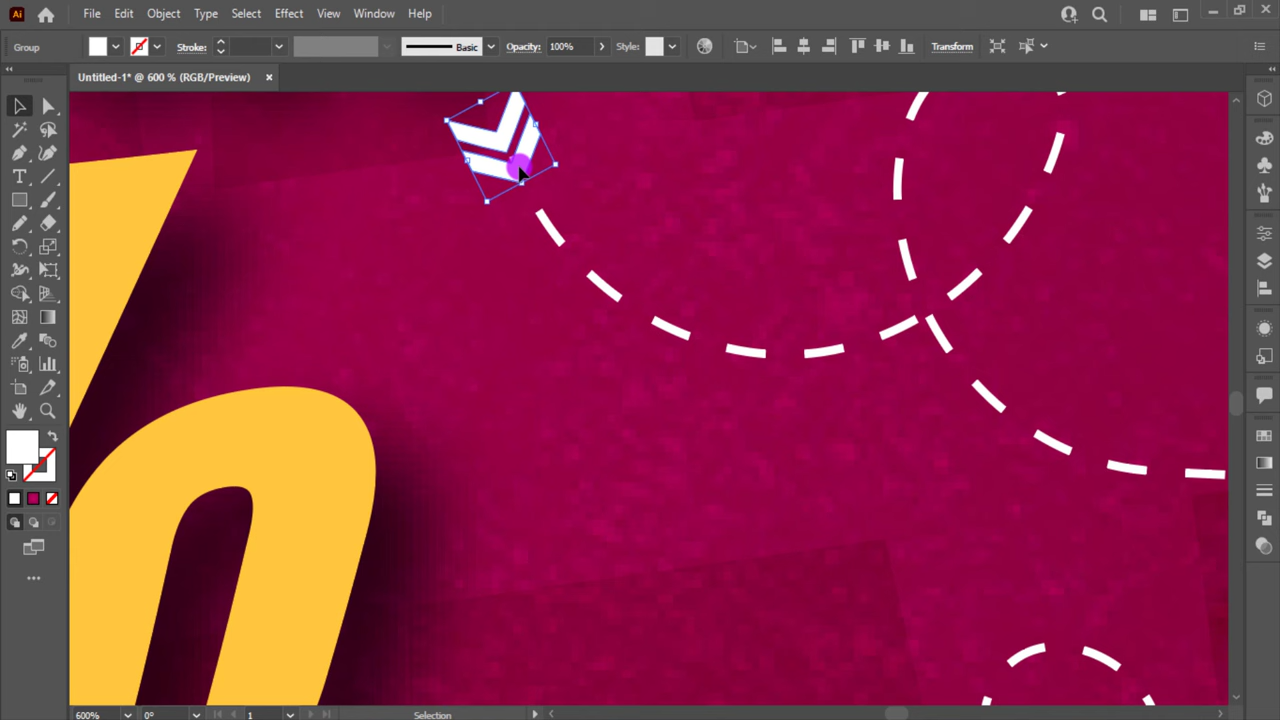 Ai File Edit Object Type Select Effect View Window Help
Group Stroke: Basic Opacity: 100% Style: Transform
Untitled-1* @ 600 % (RGB/Preview) ×
h
600% 0° 1 Selection